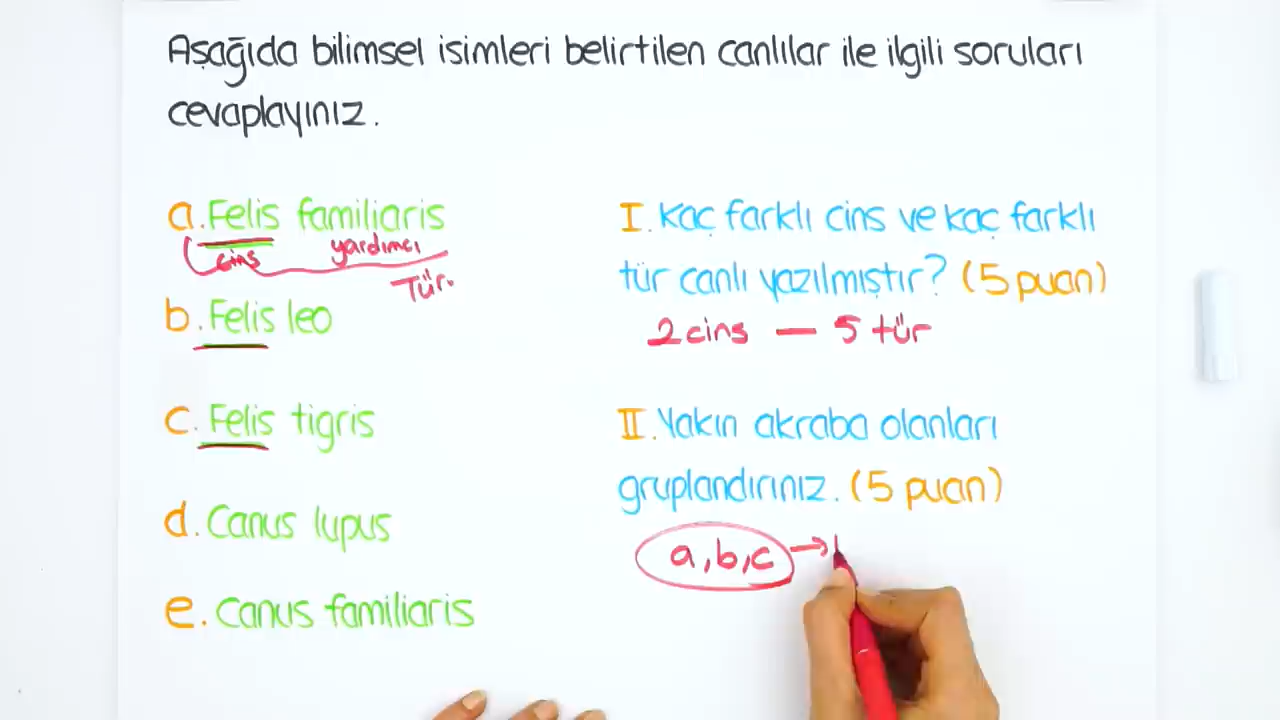 Aşağıda bilimsel isimleri belirtilen canlılar ile ilgili soruları
cevaplayınız.
a. Felis familiaris
cins yardımcı
Tür.
b. Felis leo
c. Felis tigris
d. Canus lupus
e. Canus familiaris
I. Kaç farklı cins ve kaç farklı
tür canlı yazılmıştır? (5 puan)
2 cins — 5 tür
II. Yakın akraba olanları
gruplandırınız. (5 puan)
a, b, c →